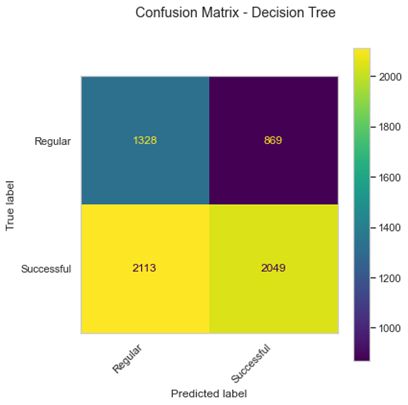 Confusion Matrix - Decision Tree
Regular
1328
869
Successful
2113
2049
True label
Regular
Successful
Predicted label
2000
1800
1600
1400
1200
1000